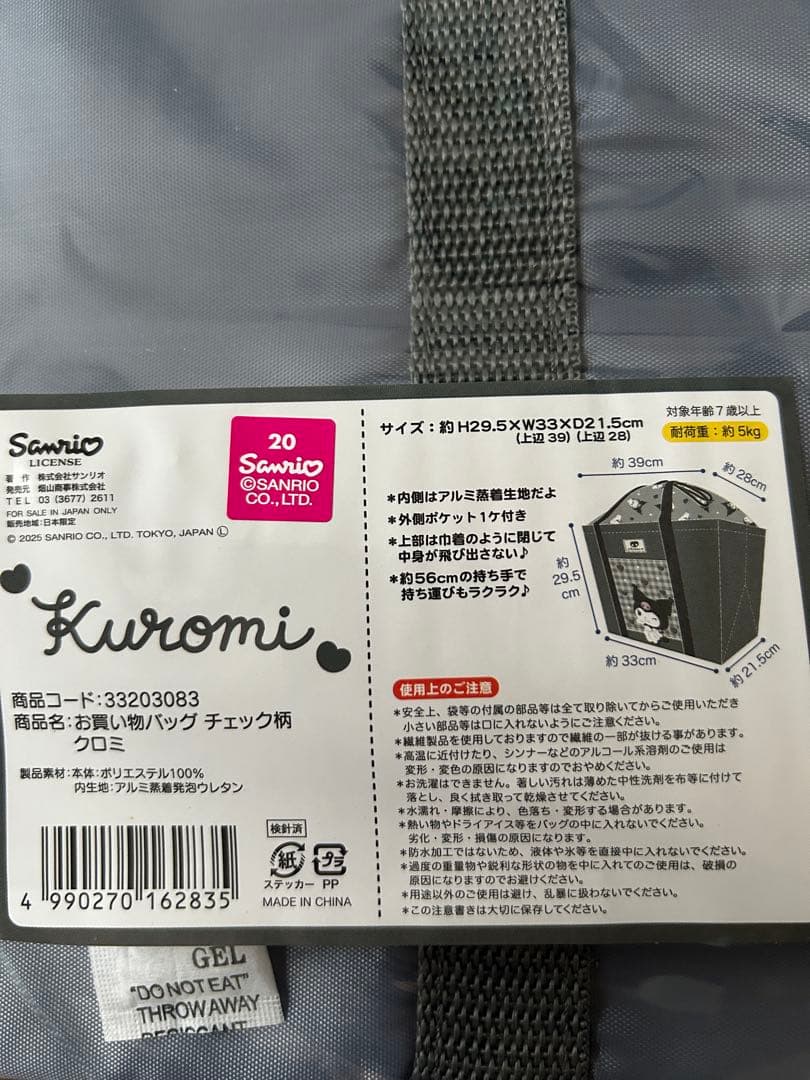 Sanrio
LICENSE
著 作 株式会社サンリオ
発売元 畑山商事株式会社
TEL 03 (3677) 2611
FOR SALE IN JAPAN ONLY
販売地域:日本限定
© 2025 SANRIO CO., LTD. TOKYO, JAPAN Ⓛ
20
Sanrio
©SANRIO
CO., LTD.
Kuromi
商品コード:33203083
商品名:お買い物バッグ チェック柄
クロミ
製品素材:本体:ポリエステル100%
内生地:アルミ蒸着発泡ウレタン
4 990270 162835
検針済
紙
プラ
ステッカー PP
MADE IN CHINA
サイズ:約H29.5×W33×D21.5cm
(上辺39)(上辺28)
対象年齢7歳以上
耐荷重:約5kg
*内側はアルミ蒸着生地だよ
*外側ポケット1ケ付き
*上部は巾着のように閉じて
中身が飛び出さない♪
*約56cmの持ち手で
持ち運びもラクラク♪
約39cm
約28cm
約
29.5
cm
約33cm
約21.5cm
使用上のご注意
*安全上、袋等の付属の部品等は全て取り除いてからご使用いただき
小さい部品等は口に入れないようにご注意ください。
*繊維製品を使用しておりますので繊維の一部が抜ける事があります。
*高温に近付けたり、シンナーなどのアルコール系溶剤のご使用は
変形・変色の原因になりますのでおやめください。
*お洗濯はできません。著しい汚れは薄めた中性洗剤を布等に付けて
落とし、良く拭き取って乾燥させてください。
*水濡れ・摩擦により、色落ち・変形する場合があります。
*熱い物やドライアイス等をバッグの中に入れないでください。
劣化・変形・損傷の原因になります。
*防水加工ではないため、液体や氷等を直接中に入れないでください。
*過度の重量物や鋭利な形状の物を中に入れてのご使用は、破損の
原因になりますのでお避けください。
*用途以外のご使用は避け、乱暴に扱わないでください。
*この注意書きは大切に保存してください。
GEL
"DO NOT EAT"
THROW AWAY
DESICCANT